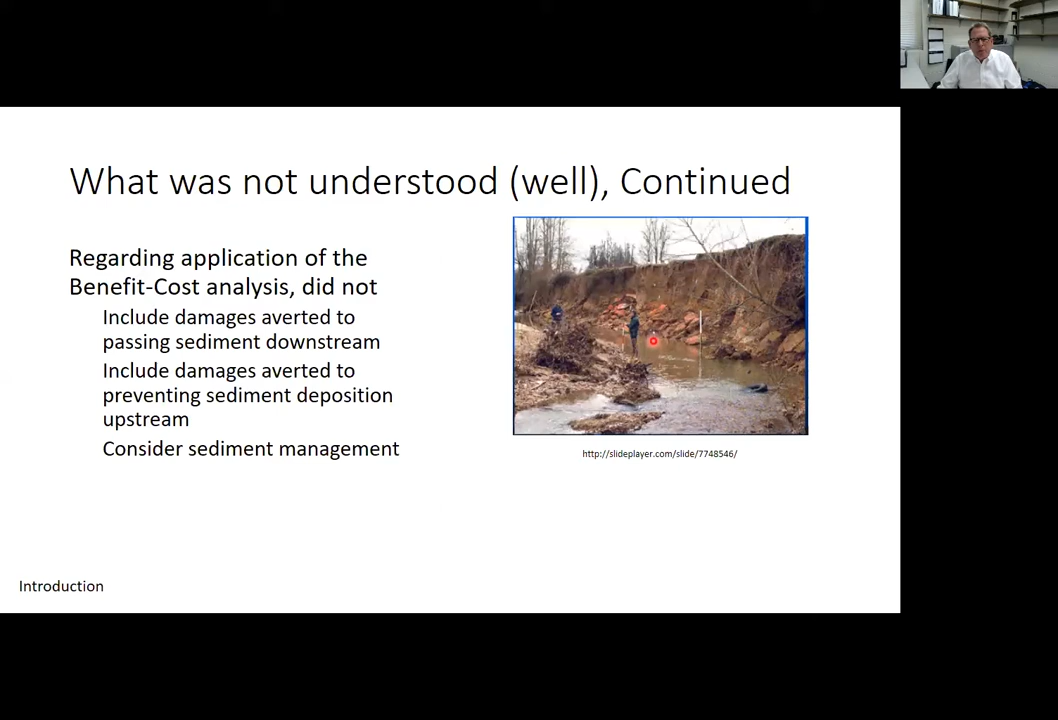 What was not understood (well), Continued
Regarding application of the
Benefit-Cost analysis, did not
Include damages averted to
passing sediment downstream
Include damages averted to
preventing sediment deposition
upstream
Consider sediment management
http://slideplayer.com/slide/7748546/
Introduction